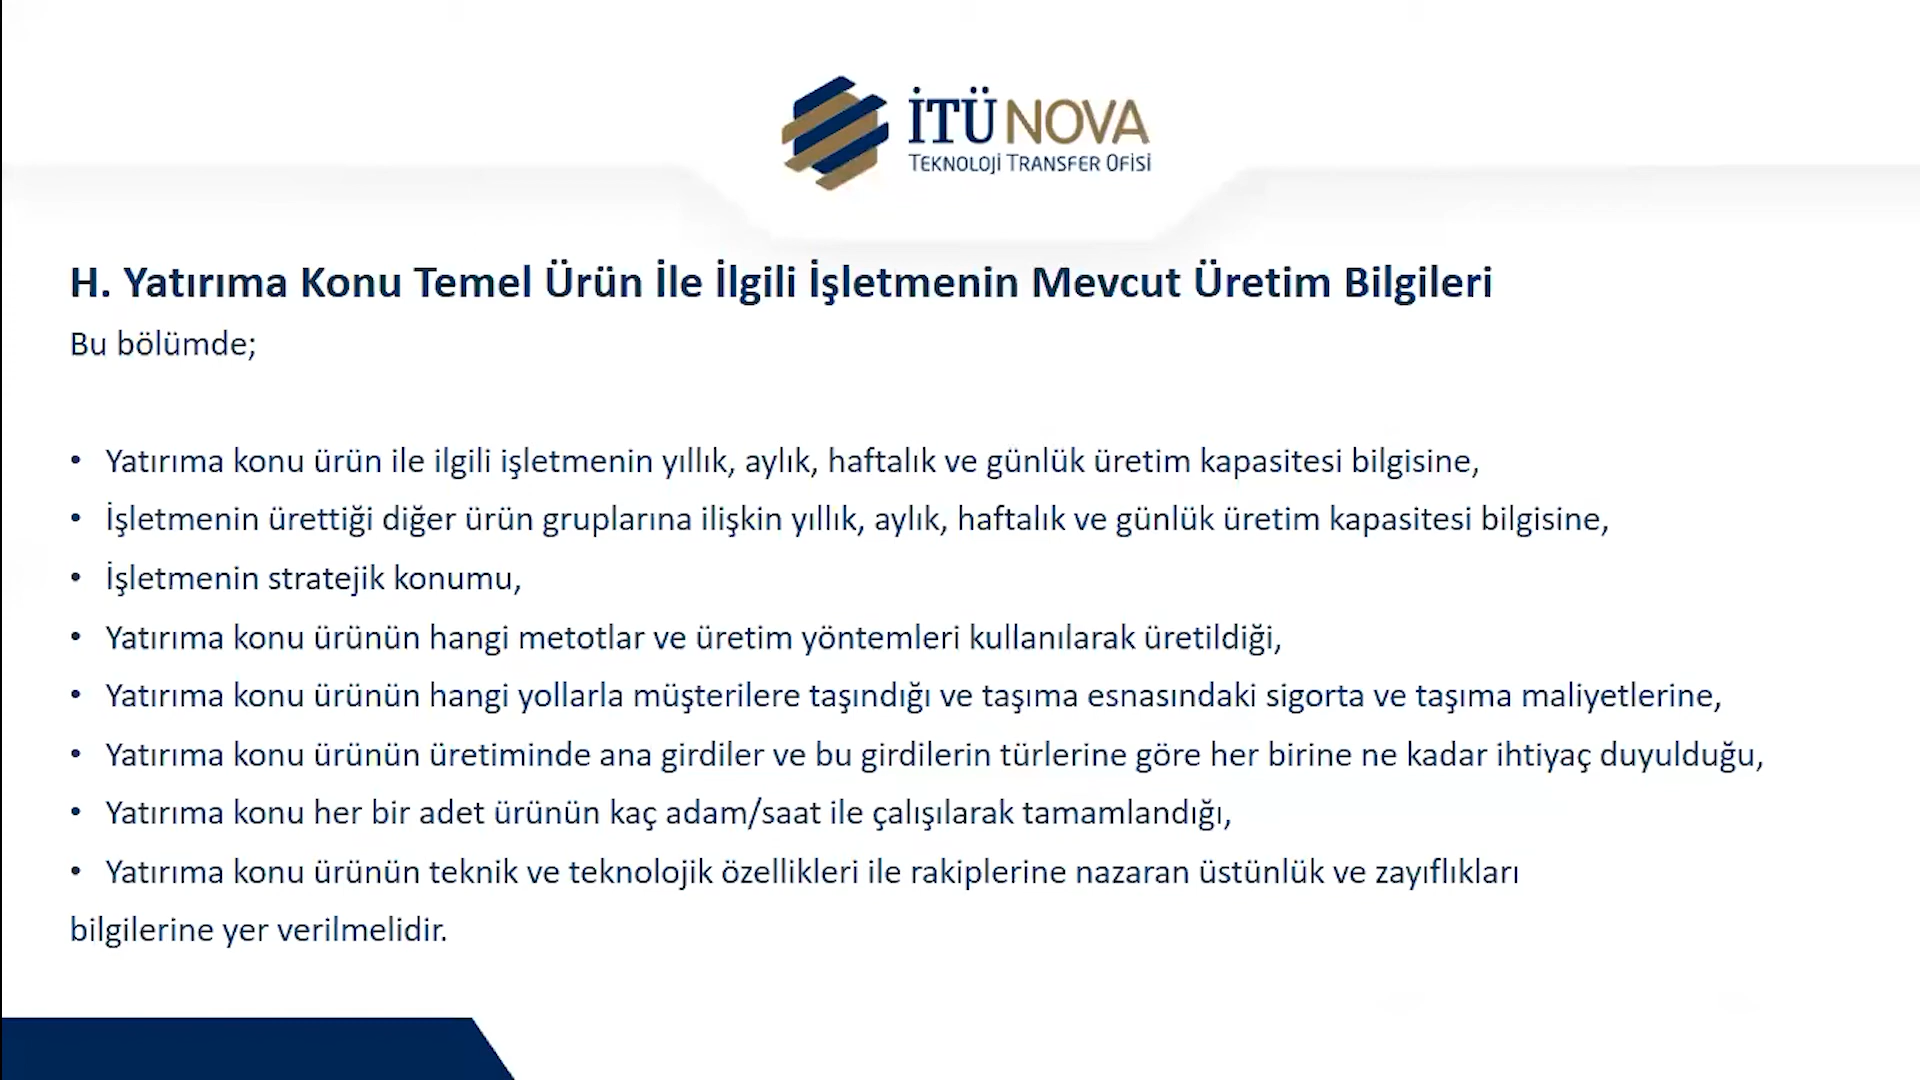 İTÜ NOVA
TEKNOLOJİ TRANSFER OFİSİ
H. Yatırıma Konu Temel Ürün İle İlgili İşletmenin Mevcut Üretim Bilgileri
Bu bölümde;
• Yatırıma konu ürün ile ilgili işletmenin yıllık, aylık, haftalık ve günlük üretim kapasitesi bilgisine,
• İşletmenin ürettiği diğer ürün gruplarına ilişkin yıllık, aylık, haftalık ve günlük üretim kapasitesi bilgisine,
• İşletmenin stratejik konumu,
• Yatırıma konu ürünün hangi metotlar ve üretim yöntemleri kullanılarak üretildiği,
• Yatırıma konu ürünün hangi yollarla müşterilere taşındığı ve taşıma esnasındaki sigorta ve taşıma maliyetlerine,
• Yatırıma konu ürünün üretiminde ana girdiler ve bu girdilerin türlerine göre her birine ne kadar ihtiyaç duyulduğu,
• Yatırıma konu her bir adet ürünün kaç adam/saat ile çalışılarak tamamlandığı,
• Yatırıma konu ürünün teknik ve teknolojik özellikleri ile rakiplerine nazaran üstünlük ve zayıflıkları
bilgilerine yer verilmelidir.